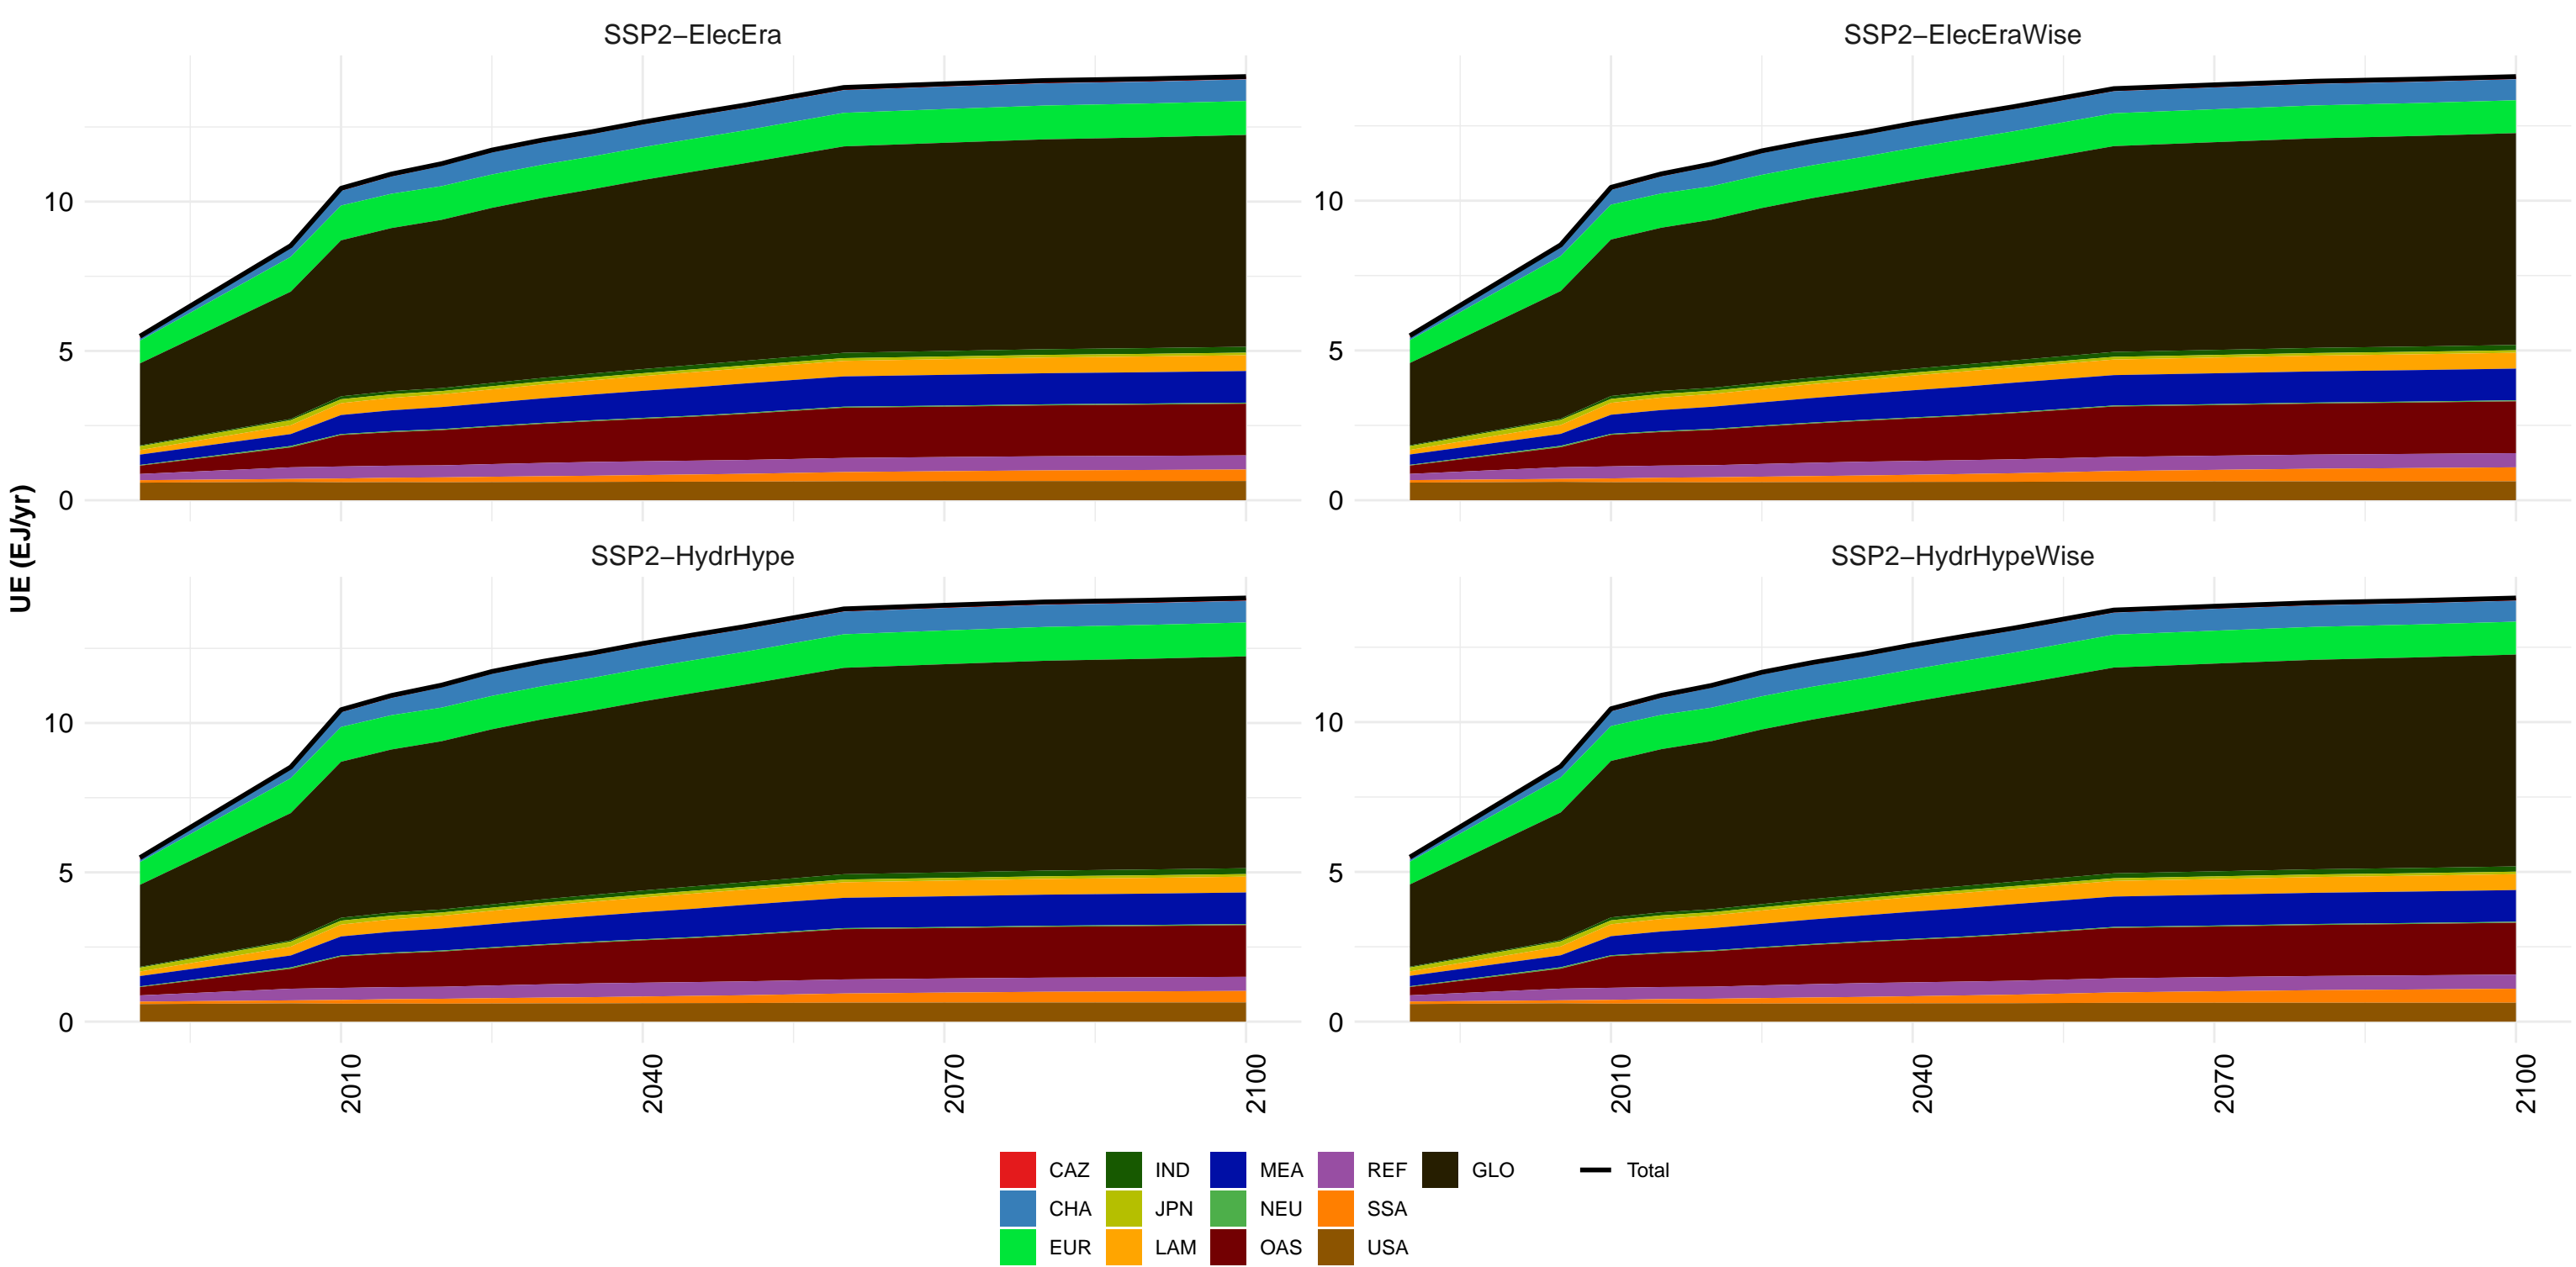 SSP2−ElecEra
SSP2−ElecEraWise
10
5
0
10
5
0
UE (EJ/yr)
SSP2−HydrHype
SSP2−HydrHypeWise
10
5
0
10
5
0
2010 2040 2070 2100
2010 2040 2070 2100
CAZ IND MEA REF GLO Total
CHA JPN NEU SSA
EUR LAM OAS USA